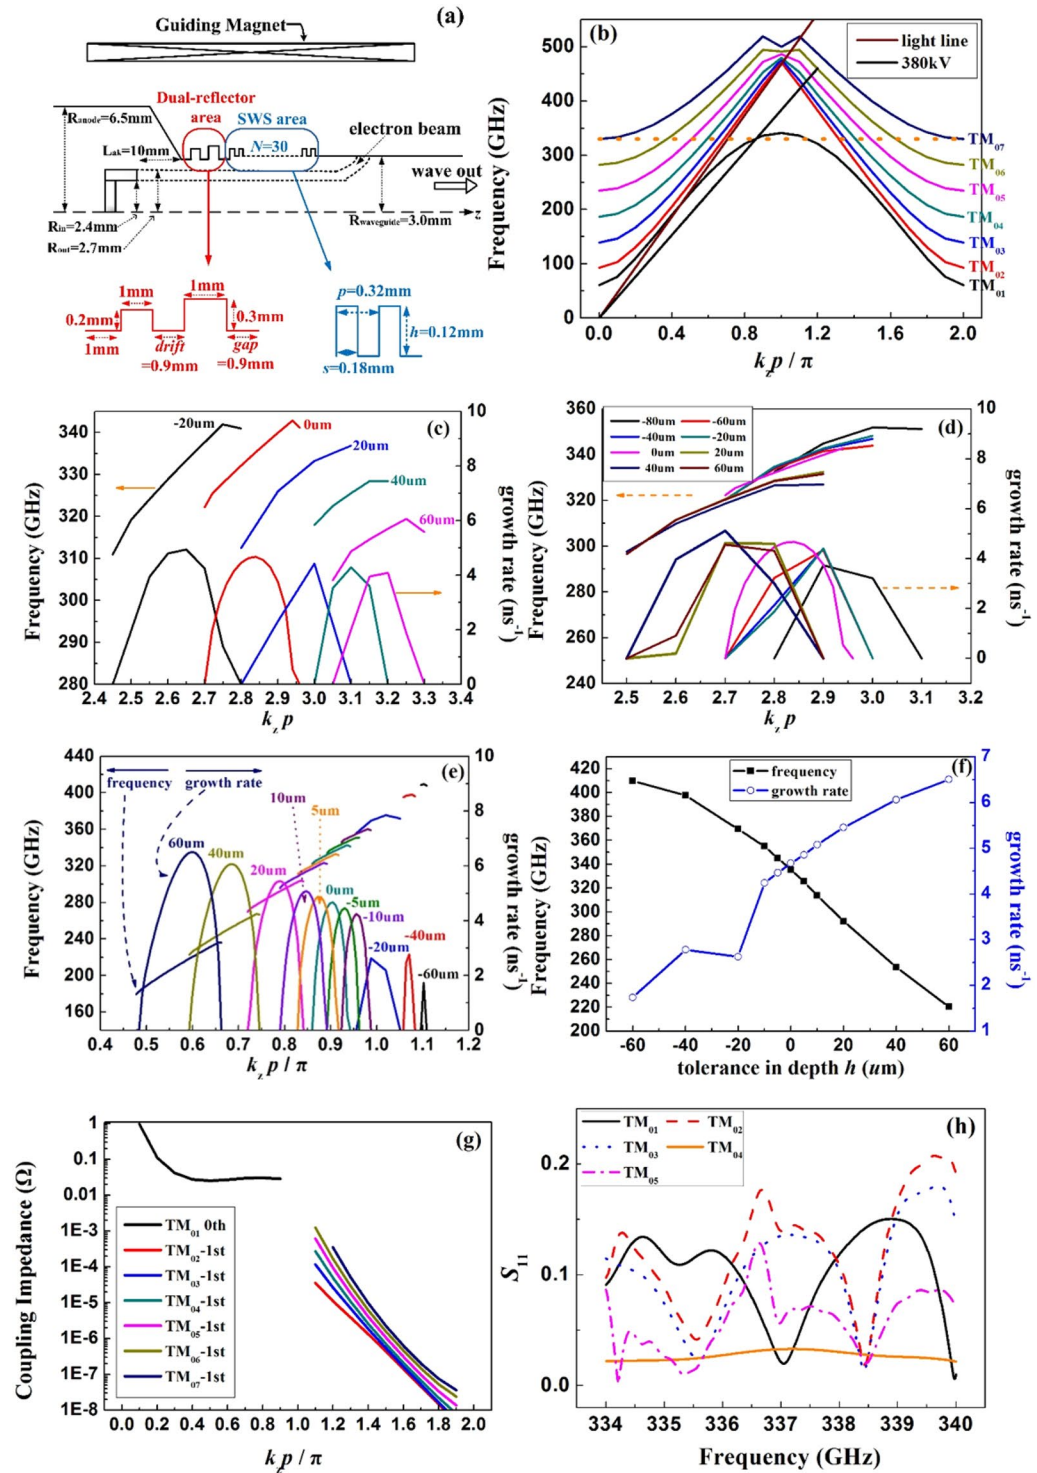 (a)
Guiding Magnet
Dual-reflector
area
SWS area
N=30
electron beam
wave out
R_anode=6.5mm
L_ak=10mm
R_in=2.4mm
R_out=2.7mm
R_waveguide=3.0mm
z
1mm
1mm
0.2mm
0.3mm
1mm
drift
=0.9mm
gap
=0.9mm
p=0.32mm
h=0.12mm
s=0.18mm
(b)
light line
380kV
Frequency (GHz)
500
400
300
200
100
0
TM07
TM06
TM05
TM04
TM03
TM02
TM01
0.0 0.4 0.8 1.2 1.6 2.0
k_z p / π
(c)
-20um
0um
20um
40um
60um
Frequency (GHz)
340
330
320
310
300
290
280
10
8
6
4
2
0
growth rate (ns-1)
2.4 2.5 2.6 2.7 2.8 2.9 3.0 3.1 3.2 3.3 3.4
k_z p
(d)
-80um -60um
-40um -20um
0um 20um
40um 60um
Frequency (GHz)
360
340
320
300
280
260
240
10
8
6
4
2
0
growth rate (ns-1)
2.5 2.6 2.7 2.8 2.9 3.0 3.1 3.2
k_z p
(e)
frequency
growth rate
60um
40um
20um
10um
5um
0um
-5um
-10um
-20um
-40um
-60um
Frequency (GHz)
440
400
360
320
280
240
200
160
10
8
6
4
2
0
growth rate (ns-1)
0.4 0.5 0.6 0.7 0.8 0.9 1.0 1.1 1.2
k_z p / π
(f)
frequency
growth rate
Frequency (GHz)
420
400
380
360
340
320
300
280
260
240
220
200
7
6
5
4
3
2
1
growth rate (ns-1)
-60 -40 -20 0 20 40 60
tolerance in depth h (um)
(g)
Coupling Impedance (Ω)
1
0.1
0.01
1E-3
1E-4
1E-5
1E-6
1E-7
1E-8
TM01 0th
TM02-1st
TM03-1st
TM04-1st
TM05-1st
TM06-1st
TM07-1st
0.0 0.2 0.4 0.6 0.8 1.0 1.2 1.4 1.6 1.8 2.0
k_z p / π
(h)
TM01 TM02
TM03 TM04
TM05
S11
0.2
0.1
0.0
334 335 336 337 338 339 340
Frequency (GHz)